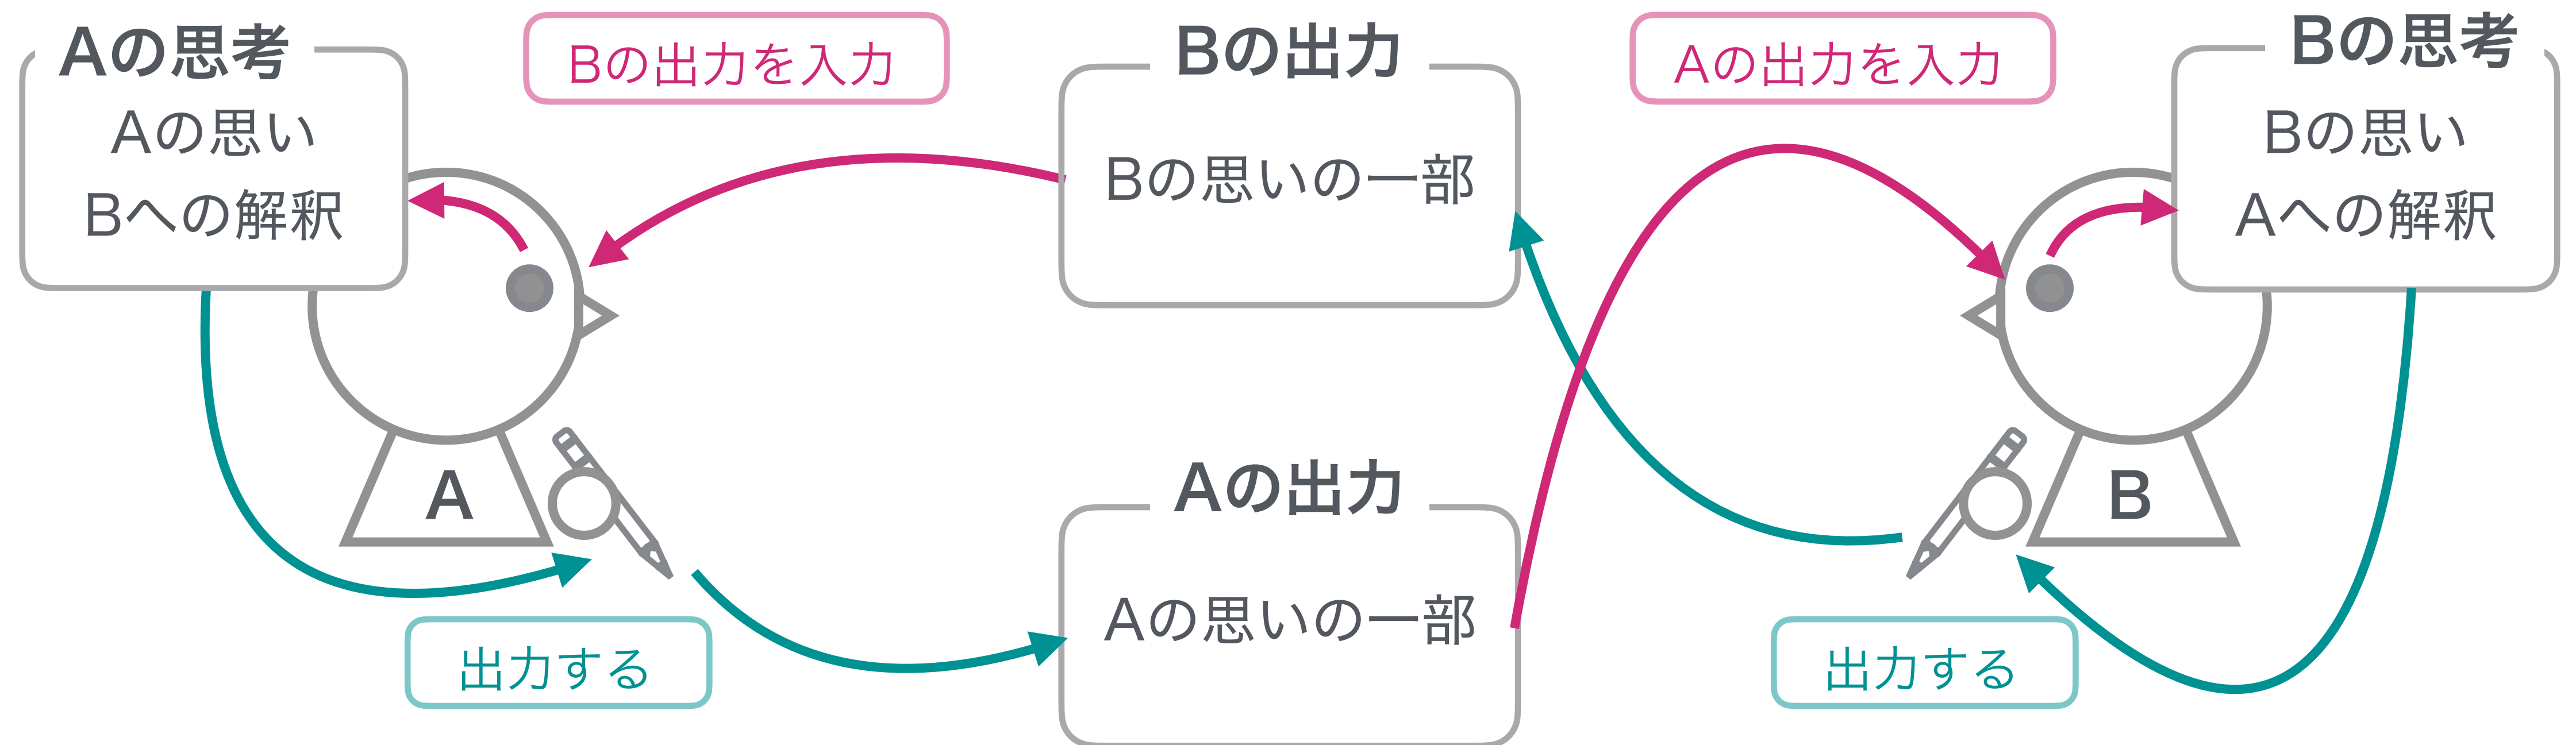 Aの思考
Aの思い
Bへの解釈
Bの出力を入力
Bの出力
Bの思いの一部
Aの出力を入力
Bの思考
Bの思い
Aへの解釈
A
出力する
Aの出力
Aの思いの一部
B
出力する